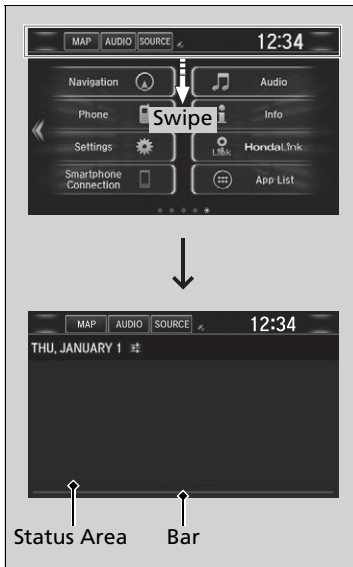 MAP AUDIO SOURCE 12:34
Navigation Audio
Phone Info
Swipe
Settings Link HondaLink
Smartphone
Connection App List
MAP AUDIO SOURCE 12:34
THU, JANUARY 1
Status Area Bar